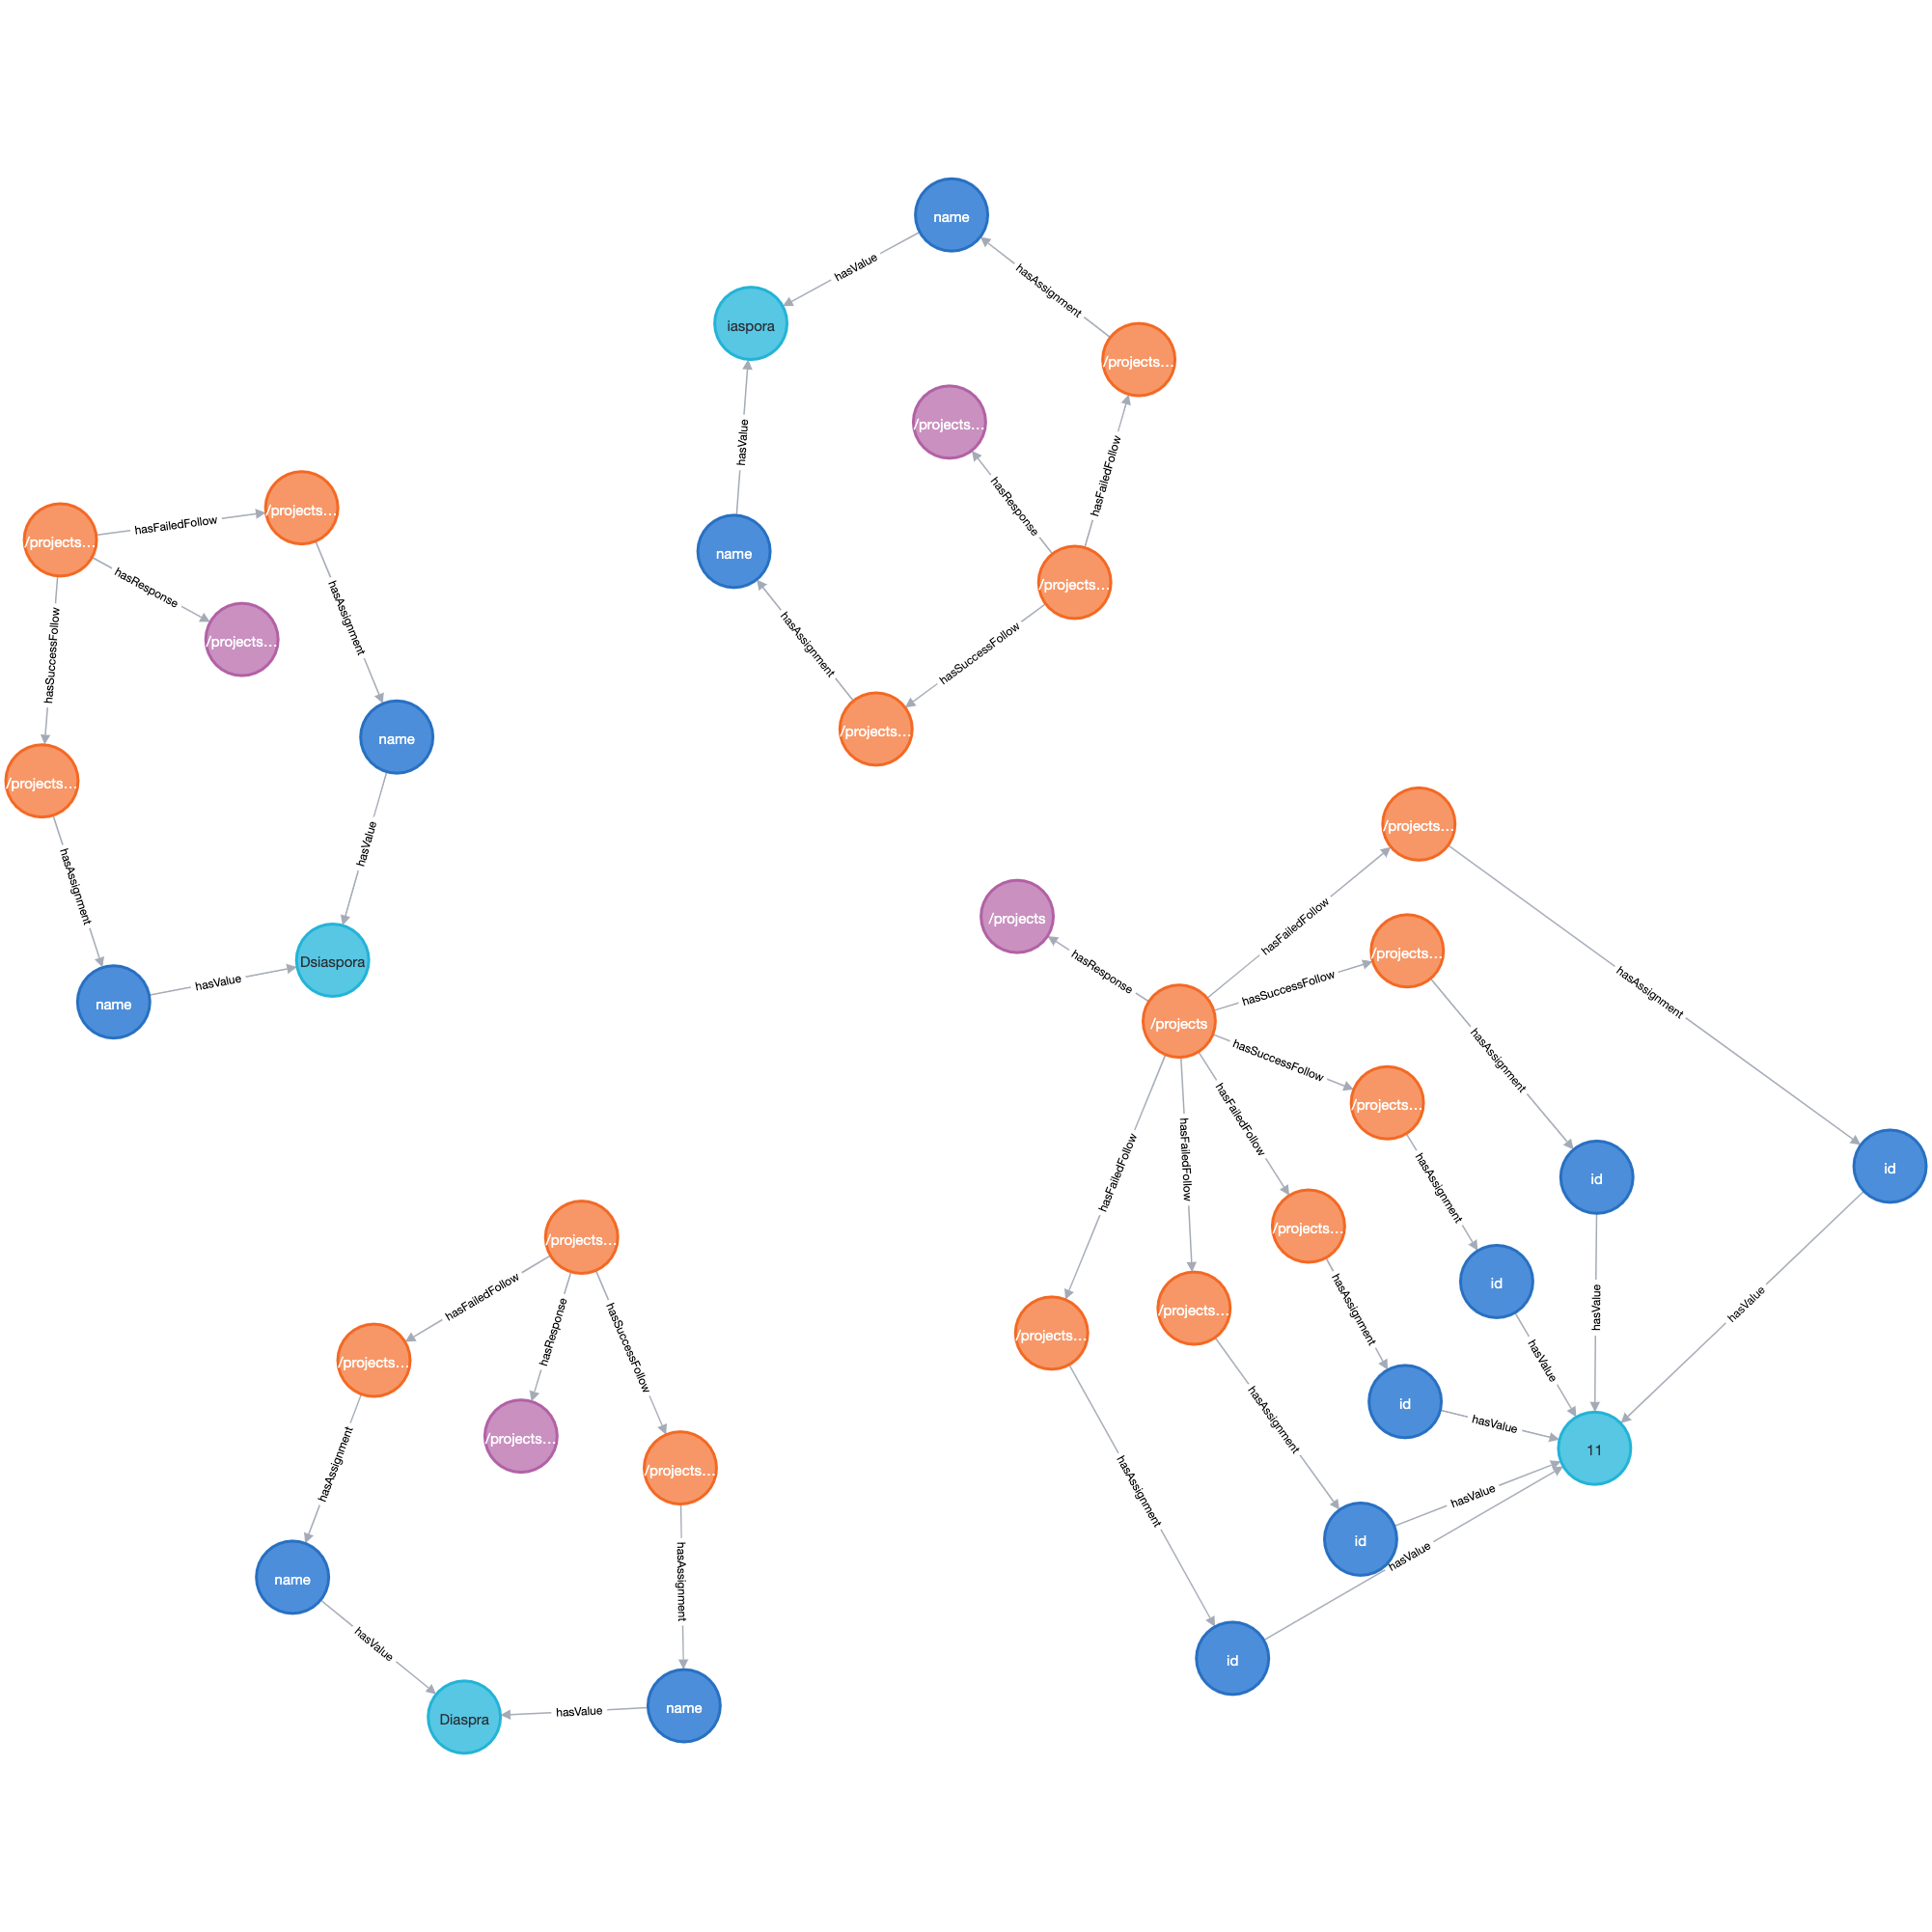 name
hasValue
hasAssignment
iaspora
/projects…
/projects…
hasValue
hasFailedFollow
hasResponse
name
/projects…
hasAssignment
hasSuccessFollow
/projects…
/projects…
hasFailedFollow
/projects…
hasResponse
hasAssignment
/projects…
hasSuccessFollow
name
/projects…
hasValue
hasAssignment
Dsiaspora
name
hasValue
/projects…
/projects
hasFailedFollow
/projects…
hasResponse
hasSuccessFollow
hasAssignment
/projects
hasSuccessFollow
hasAssignment
/projects…
hasFailedFollow
hasFailedFollow
hasFailedFollow
hasAssignment
id
id
/projects…
id
/projects…
/projects…
hasAssignment
hasValue
hasValue
hasValue
id
hasValue
11
hasAssignment
hasAssignment
hasValue
id
hasValue
id
/projects…
hasFailedFollow
hasResponse
hasSuccessFollow
/projects…
/projects…
/projects…
hasAssignment
hasAssignment
name
hasValue
Diaspra
hasValue
name